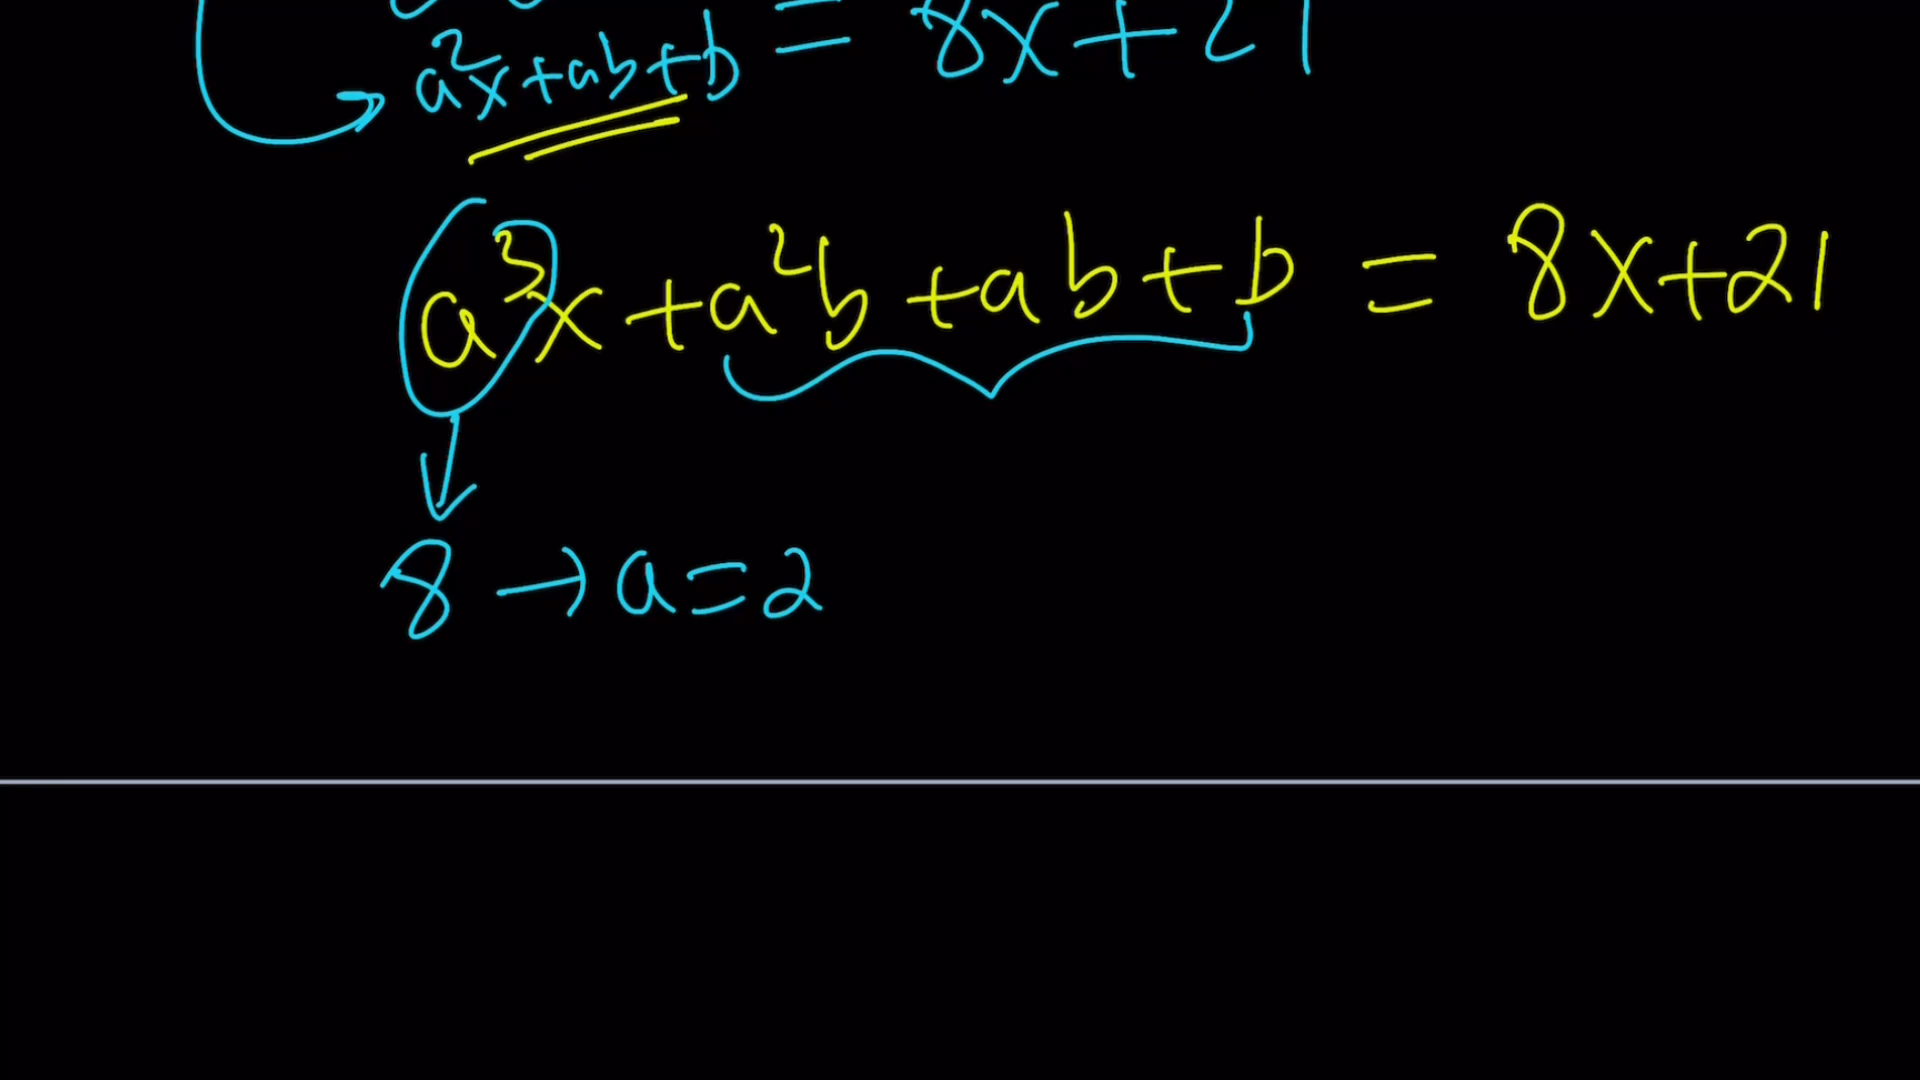 a²x+ab+b = 8x+21
a³x+a²b+ab+b = 8x+21
8→a=2